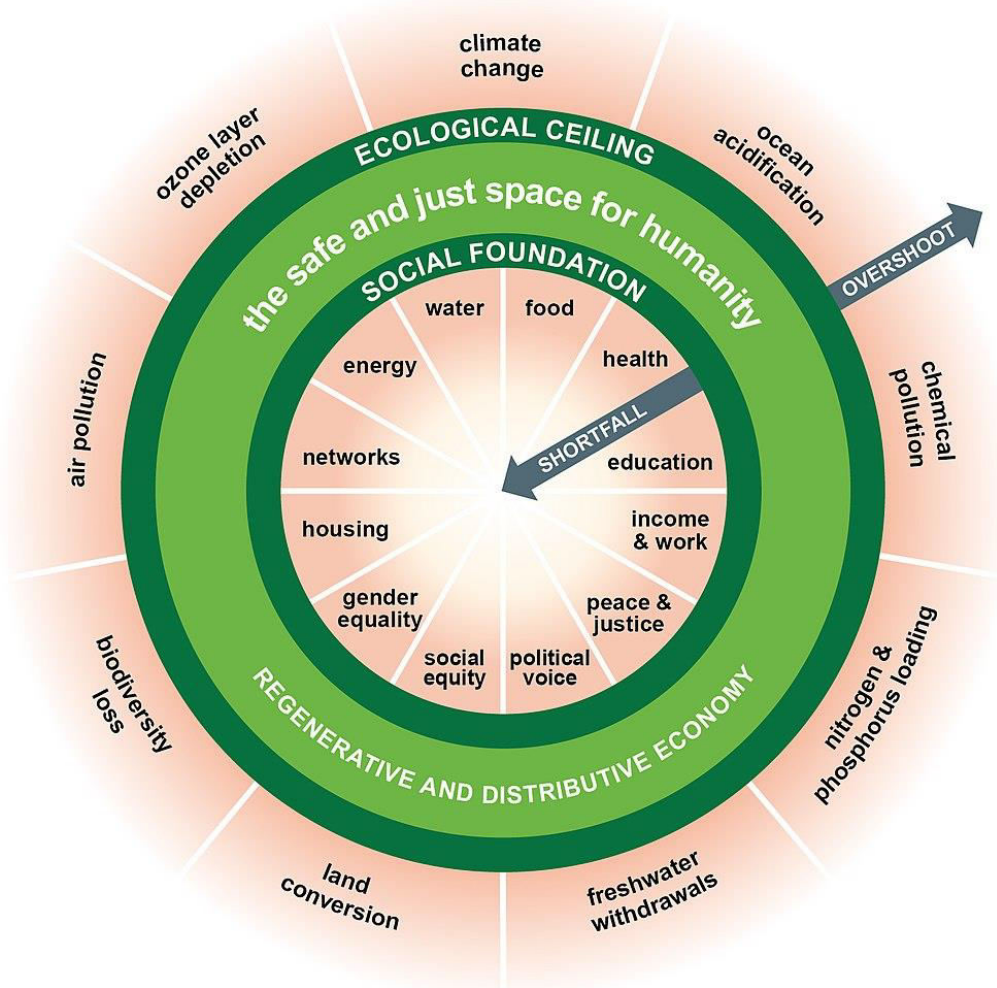 climate
change
ozone layer
depletion
ocean
acidification
ECOLOGICAL CEILING
the safe and just space for humanity
OVERSHOOT
SOCIAL FOUNDATION
water
food
energy
health
air pollution
chemical
pollution
SHORTFALL
networks
education
housing
income
& work
gender
equality
peace &
justice
social
equity
political
voice
biodiversity
loss
nitrogen &
phosphorus loading
REGENERATIVE AND DISTRIBUTIVE ECONOMY
land
conversion
freshwater
withdrawals